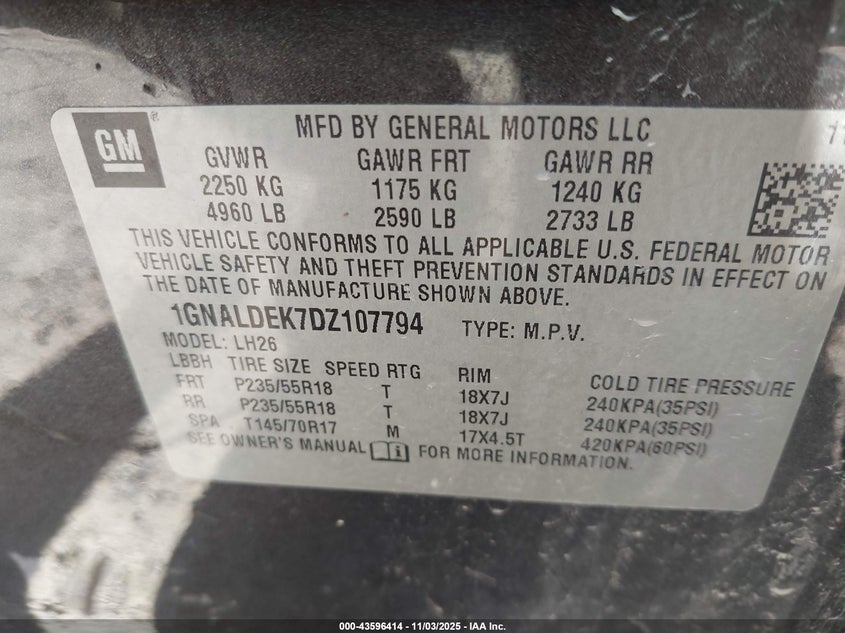 GM®
MFD BY GENERAL MOTORS LLC
GVWR GAWR FRT GAWR RR
2250 KG 1175 KG 1240 KG
4960 LB 2590 LB 2733 LB
THIS VEHICLE CONFORMS TO ALL APPLICABLE U.S. FEDERAL MOTOR
VEHICLE SAFETY AND THEFT PREVENTION STANDARDS IN EFFECT ON
THE DATE OF MANUFACTURE SHOWN ABOVE.
1GNALDEK7DZ107794 TYPE: M.P.V.
MODEL: LH26
LBBH TIRE SIZE SPEED RTG RIM COLD TIRE PRESSURE
FRT P235/55R18 T 18X7J 240KPA(35PSI)
RR P235/55R18 T 18X7J 240KPA(35PSI)
SPA T145/70R17 M 17X4.5T 420KPA(60PSI)
SEE OWNER'S MANUAL FOR MORE INFORMATION.
000-43596414 - 11/03/2025 - IAA Inc.